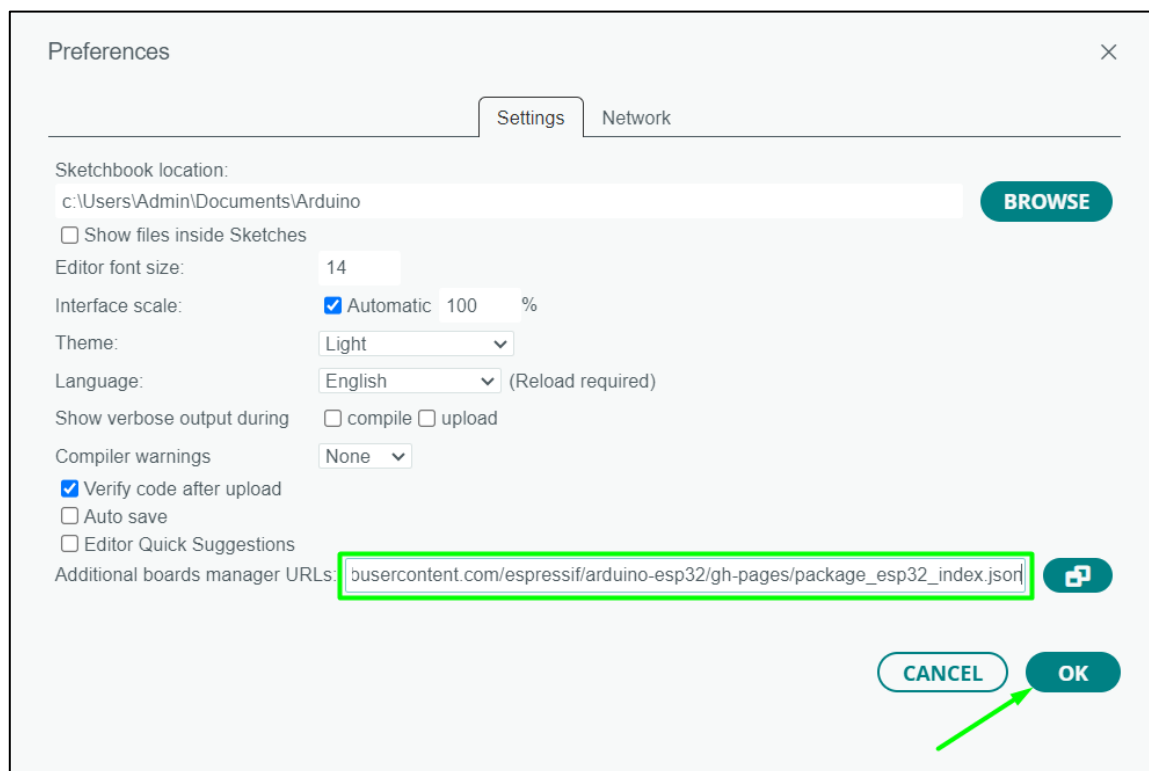 Preferences
Settings Network
Sketchbook location:
c:\Users\Admin\Documents\Arduino BROWSE
Show files inside Sketches
Editor font size: 14
Interface scale: Automatic 100 %
Theme: Light
Language: English (Reload required)
Show verbose output during compile upload
Compiler warnings None
Verify code after upload
Auto save
Editor Quick Suggestions
Additional boards manager URLs: busercontent.com/espressif/arduino-esp32/gh-pages/package_esp32_index.json
CANCEL OK